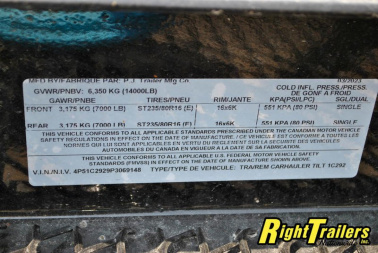 MFD BY/FABRIQUE PAR: P.J. Trailer Mfg Co. 03/2023
GVWR/PNBV: 6,350 KG (14000LB) COLD INFL. PRESS/PRESS. DE GONF A FROID
GAWR/PNBE TIRES/PNEU RIM/JANTE KPA(PSI/LPC) SGL/DUAL
FRONT 3,175 KG (7000 LB) ST235/80R16 (E) 16x6K 551 KPA (80 PSI) SINGLE
REAR 3,175 KG (7000 LB) ST235/80R16 (E) 16x6K 551 KPA (80 PSI) SINGLE
THIS VEHICLE CONFORMS TO ALL APPLICABLE STANDARDS PRESCRIBED UNDER THE CANADIAN MOTOR VEHICLE
SAFETY REGULATIONS IN EFFECT ON THE DATE OF MANUFACTURE / CE VEHICULE EST CONFORME A TOUTES LES
NORMES QUI LUI SONT APPLICABLES EN VERTU DU REGLEMENT SUR LA SECURITE DES VEHICULES
AUTOMOBILES DU CANADA EN VIGUEUR A LA DATE DE SA FABRICATION
THIS VEHICLE CONFORMS TO ALL APPLICABLE U.S. FEDERAL MOTOR VEHICLE SAFETY
STANDARDS (FMVSS) IN EFFECT ON THE DATE OF MANUFACTURE SHOWN ABOVE
V.I.N./N.I.V. 4P51C2929P3069148 TYPE/TYPE DE VEHICULE: TRA/REM CARHAULER TILT 1C292
RIGHTTRAILERS Inc.